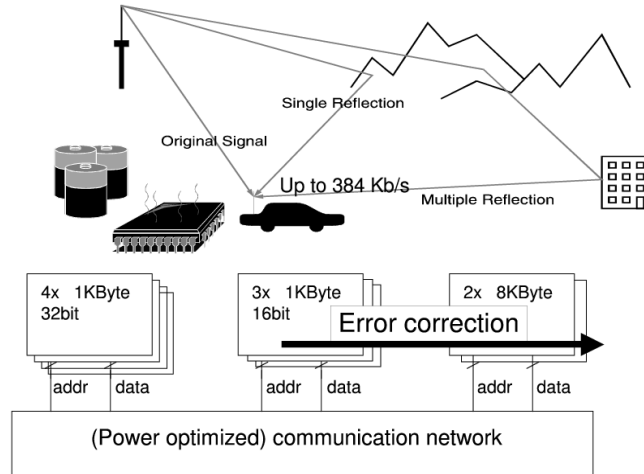 Single Reflection
Original Signal
Up to 384 Kb/s
Multiple Reflection
4x 1KByte
32bit
3x 1KByte
16bit
2x 8KByte
Error correction
addr data
addr data
addr data
(Power optimized) communication network